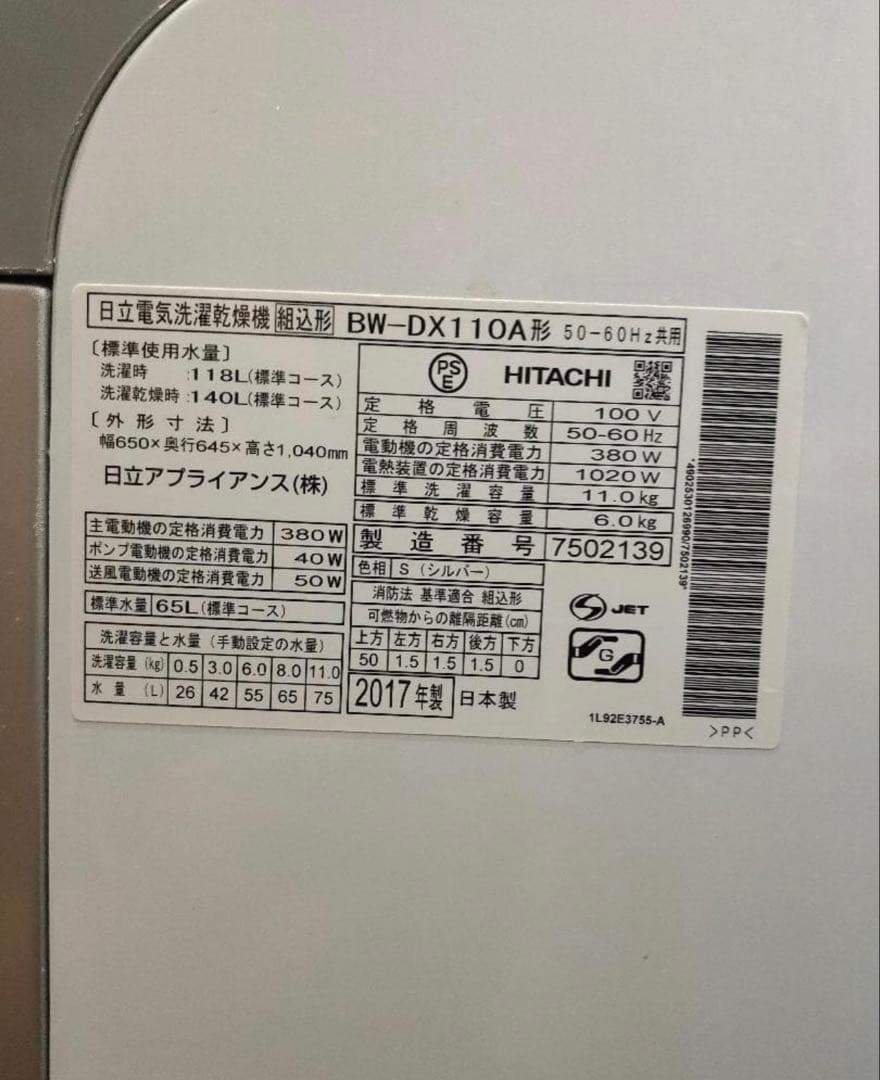 日立電気洗濯乾燥機 組込形 BW-DX110A形 50-60Hz共用
〔標準使用水量〕
洗濯時 :118L(標準コース)
洗濯乾燥時:140L(標準コース)
〔外形寸法〕
幅650×奥行645×高さ1,040mm
日立アプライアンス(株)
主電動機の定格消費電力 380W
ポンプ電動機の定格消費電力 40W
送風電動機の定格消費電力 50W
標準水量 65L(標準コース)
洗濯容量と水量(手動設定の水量)
洗濯容量(kg) 0.5 3.0 6.0 8.0 11.0
水量(L) 26 42 55 65 75
PSE HITACHI
定格電圧 100V
定格周波数 50-60Hz
電動機の定格消費電力 380W
電熱装置の定格消費電力 1020W
標準洗濯容量 11.0kg
標準乾燥容量 6.0kg
製造番号 7502139
色相 S(シルバー)
消防法 基準適合 組込形
可燃物からの離隔距離(cm)
上方 左方 右方 後方 下方
50 1.5 1.5 1.5 0
2017年製 日本製
S JET
G
1L92E3755-A
*4902530126990/7502139*
>PP<